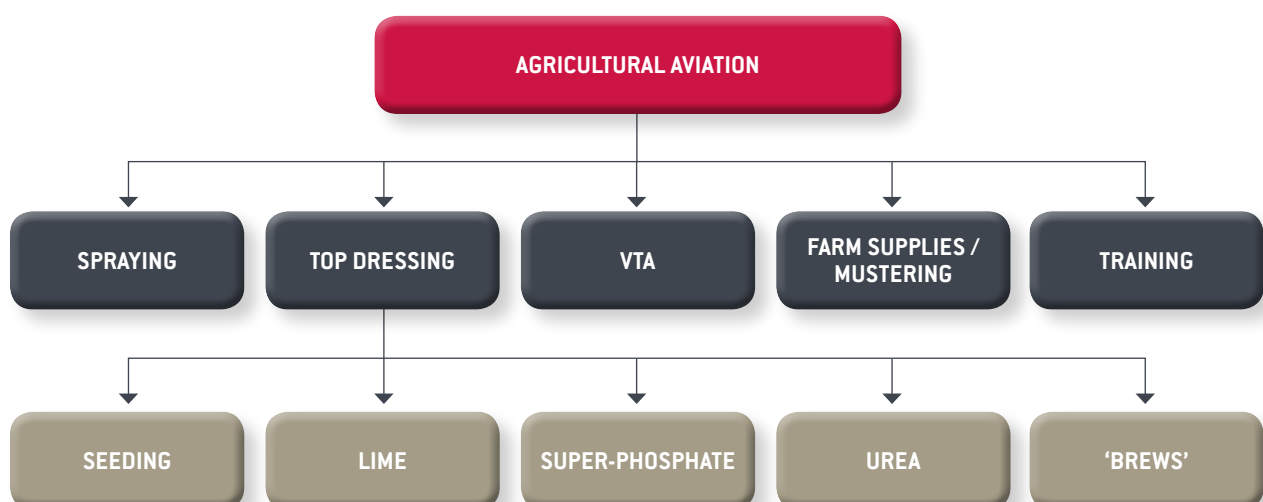 AGRICULTURAL AVIATION
SPRAYING
TOP DRESSING
VTA
FARM SUPPLIES /
MUSTERING
TRAINING
SEEDING
LIME
SUPER-PHOSPHATE
UREA
‘BREWS’